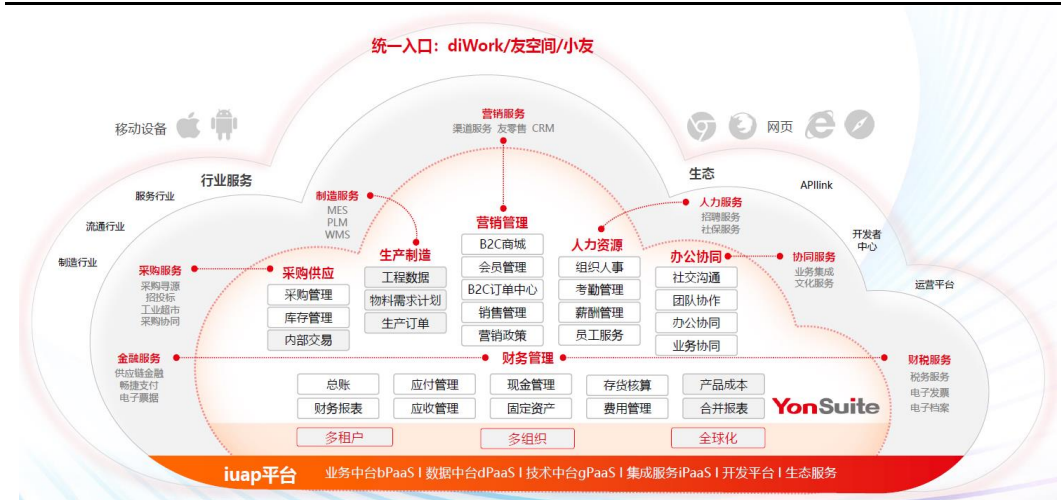 统一入口：diWork/友空间/小友
移动设备
网页
营销服务
渠道服务 友零售 CRM
行业服务
服务行业
流通行业
制造行业
生态
APIlink
开发者
中心
运营平台
制造服务
MES
PLM
WMS
人力服务
招聘服务
社保服务
采购服务
采购寻源
招投标
工业超市
采购协同
协同服务
业务集成
文化服务
金融服务
供应链金融
畅捷支付
电子票据
财税服务
税务服务
电子发票
电子档案
采购供应
采购管理
库存管理
内部交易
生产制造
工程数据
物料需求计划
生产订单
营销管理
B2C商城
会员管理
B2C订单中心
销售管理
营销政策
人力资源
组织人事
考勤管理
薪酬管理
员工服务
办公协同
社交沟通
团队协作
办公协同
业务协同
财务管理
总账 应付管理 现金管理 存货核算 产品成本
财务报表 应收管理 固定资产 费用管理 合并报表
YonSuite
多租户 多组织 全球化
iuap平台 业务中台bPaaS l 数据中台dPaaS l 技术中台gPaaS l 集成服务iPaaS l 开发平台 l 生态服务